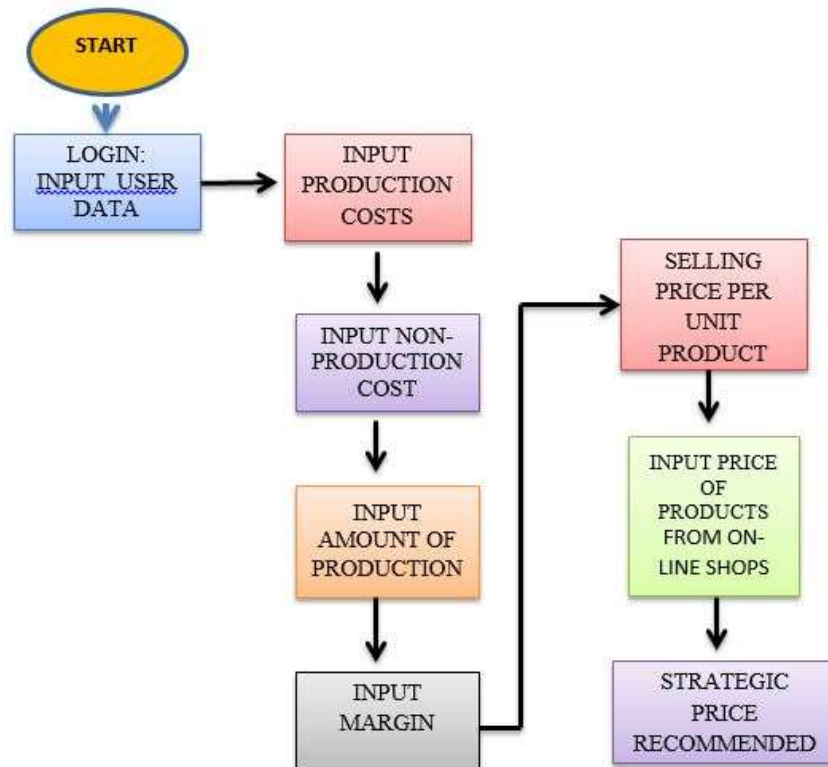 START
LOGIN:
INPUT USER
DATA
INPUT
PRODUCTION
COSTS
INPUT NON-
PRODUCTION
COST
INPUT
AMOUNT OF
PRODUCTION
INPUT
MARGIN
SELLING
PRICE PER
UNIT
PRODUCT
INPUT PRICE
OF
PRODUCTS
FROM ON-
LINE SHOPS
STRATEGIC
PRICE
RECOMMENDED